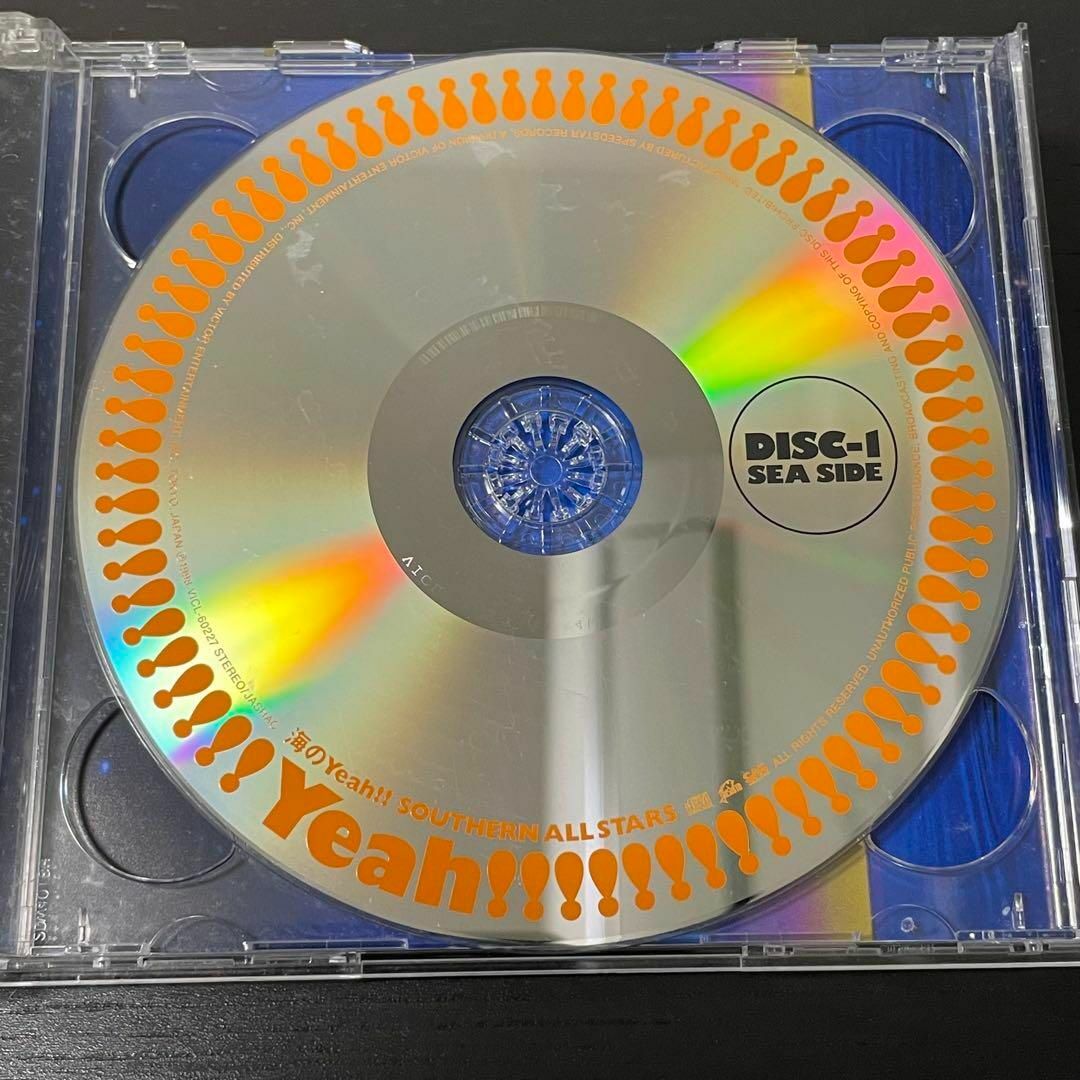 DISC-1
SEA SIDE
海のYeah!! SOUTHERN ALL STARS
Yeah!!!!!!!!!!!!!!!!!!!!!!!!!!!!!!!!!!!!!!!!!!!!!!!!!!!!!!!!!!!!!!!!!!!!!!!!!!!!
ALL RIGHTS RESERVED. UNAUTHORIZED PUBLIC PERFORMANCE, BROADCASTING AND COPYING OF THIS DISC PROHIBITED. MANUFACTURED BY SPEEDSTAR RECORDS, A DIVISION OF VICTOR ENTERTAINMENT, INC., DISTRIBUTED BY VICTOR ENTERTAINMENT, INC., TOKYO, JAPAN ℗1998 VICL-60227 STEREO/JASRAC